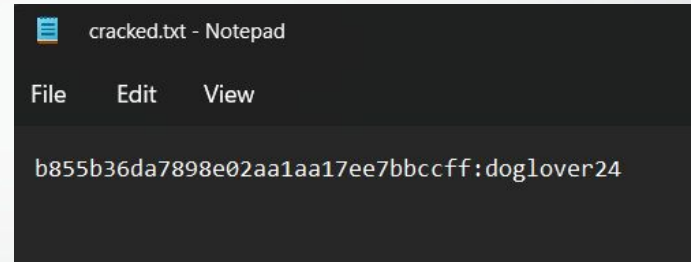 cracked.txt - Notepad
File Edit View
b855b36da7898e02aa1aa17ee7bbccff:doglover24